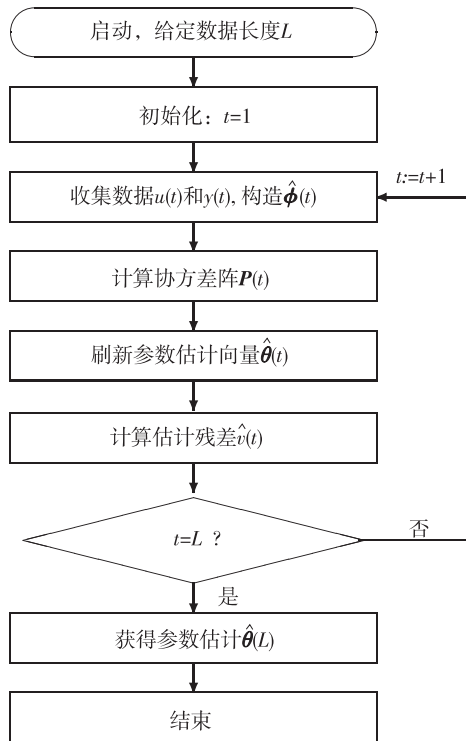 启动，给定数据长度L
初始化：t=1
t:=t+1
收集数据u(t)和y(t), 构造ϕ̂(t)
计算协方差阵P(t)
刷新参数估计向量θ̂(t)
计算估计残差v̂(t)
t=L ？
否
是
获得参数估计θ̂(L)
结束